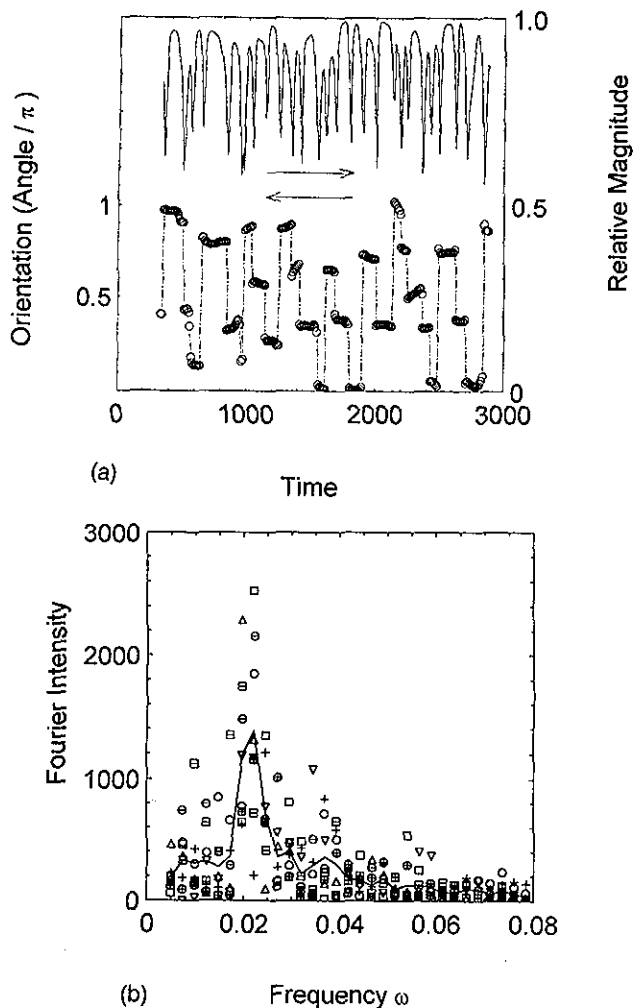 1.0
1
0.5
0.5
0
0
1000
2000
3000
Orientation (Angle / π)
Relative Magnitude
(a)
Time
3000
2000
1000
0
Fourier Intensity
0
0.02
0.04
0.06
0.08
(b)
Frequency ω